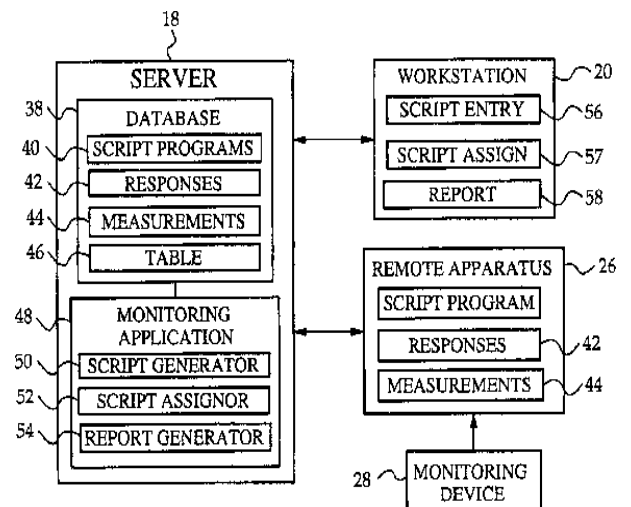 18
SERVER
38
DATABASE
40
SCRIPT PROGRAMS
42
RESPONSES
44
MEASUREMENTS
46
TABLE
48
MONITORING
APPLICATION
50
SCRIPT GENERATOR
52
SCRIPT ASSIGNOR
54
REPORT GENERATOR
WORKSTATION
20
SCRIPT ENTRY
56
SCRIPT ASSIGN
57
REPORT
58
REMOTE APPARATUS
26
SCRIPT PROGRAM
RESPONSES
42
MEASUREMENTS
44
28
MONITORING
DEVICE